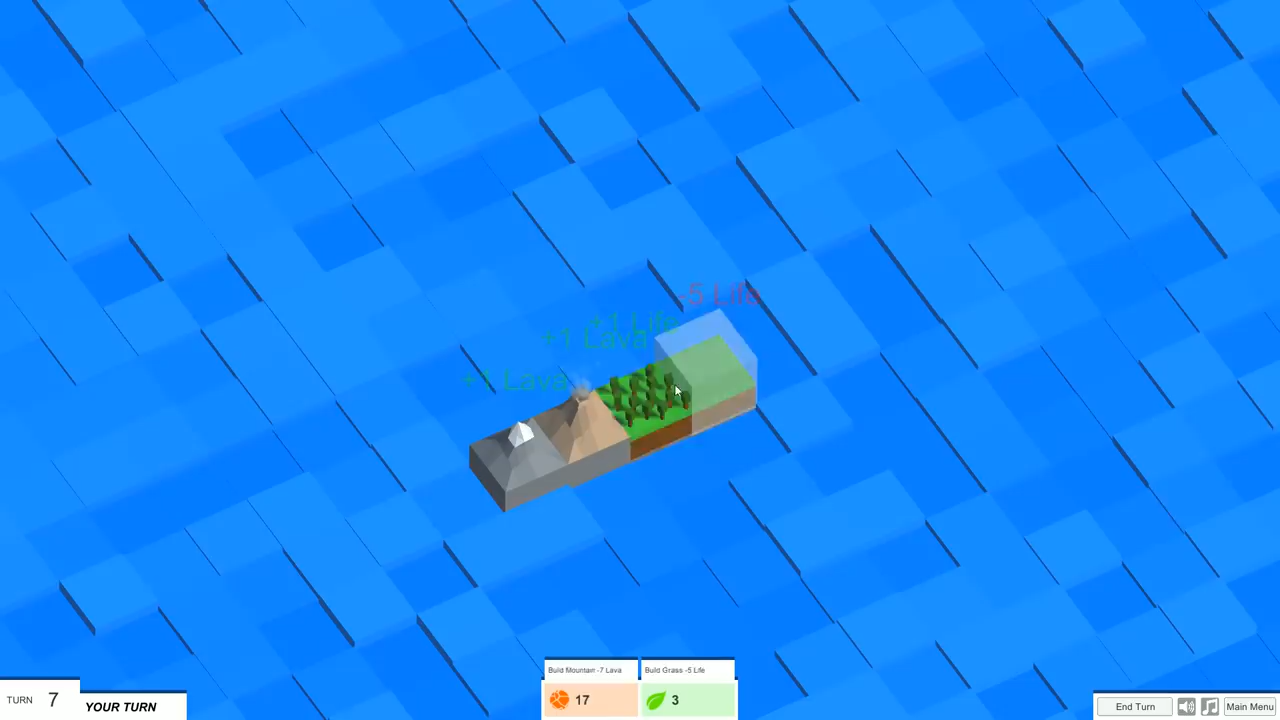 -5 Life
+1 Life
+1 Lava
+1 Lava
Build Mountain -7 Lava
Build Grass -5 Life
17
3
TURN 7
YOUR TURN
End Turn
Main Menu